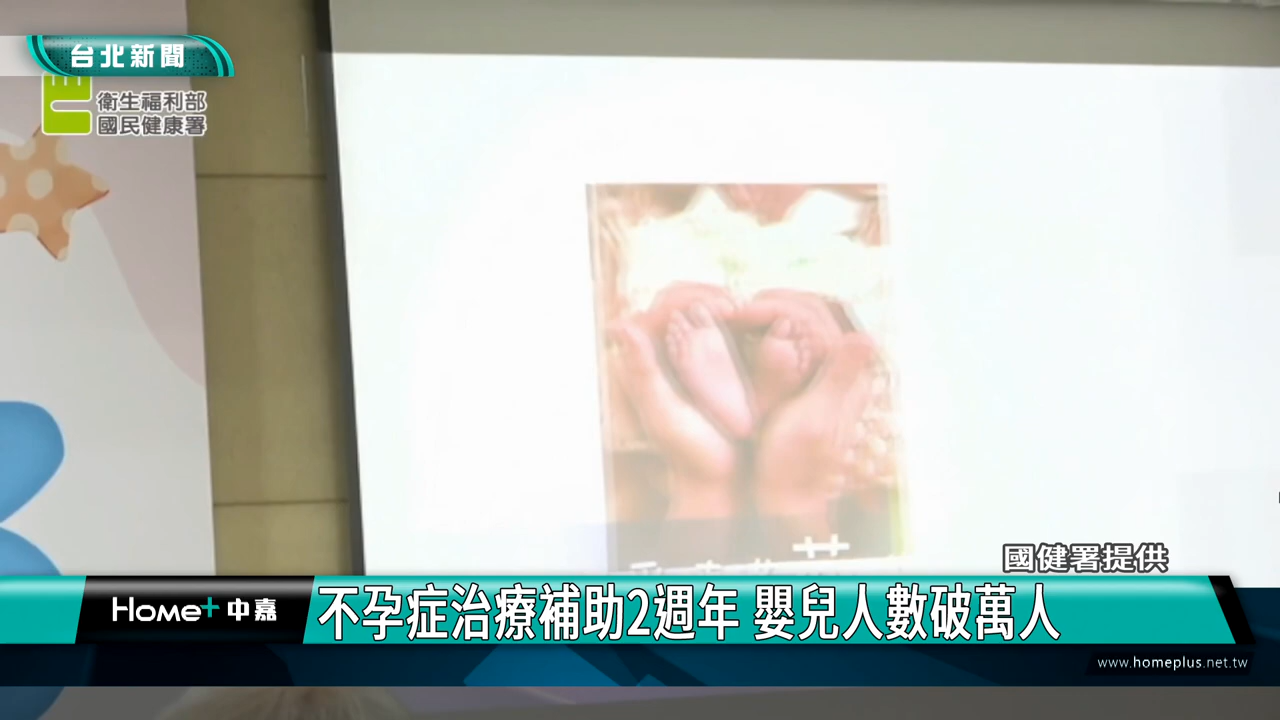 台北新聞
衛生福利部
國民健康署
國健署提供
Home+ 中嘉
不孕症治療補助2週年 嬰兒人數破萬人
www.homeplus.net.tw